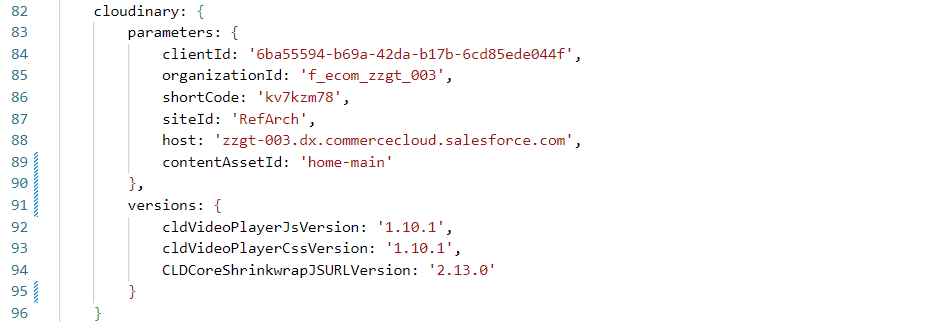 82 cloudinary: {
83 parameters: {
84 clientId: '6ba55594-b69a-42da-b17b-6cd85ede044f',
85 organizationId: 'f_ecom_zzgt_003',
86 shortCode: 'kv7kzm78',
87 siteId: 'RefArch',
88 host: 'zzgt-003.dx.commercecloud.salesforce.com',
89 contentAssetId: 'home-main'
90 },
91 versions: {
92 cldVideoPlayerJsVersion: '1.10.1',
93 cldVideoPlayerCssVersion: '1.10.1',
94 CLDCoreShrinkwrapJSURLVersion: '2.13.0'
95 }
96 }